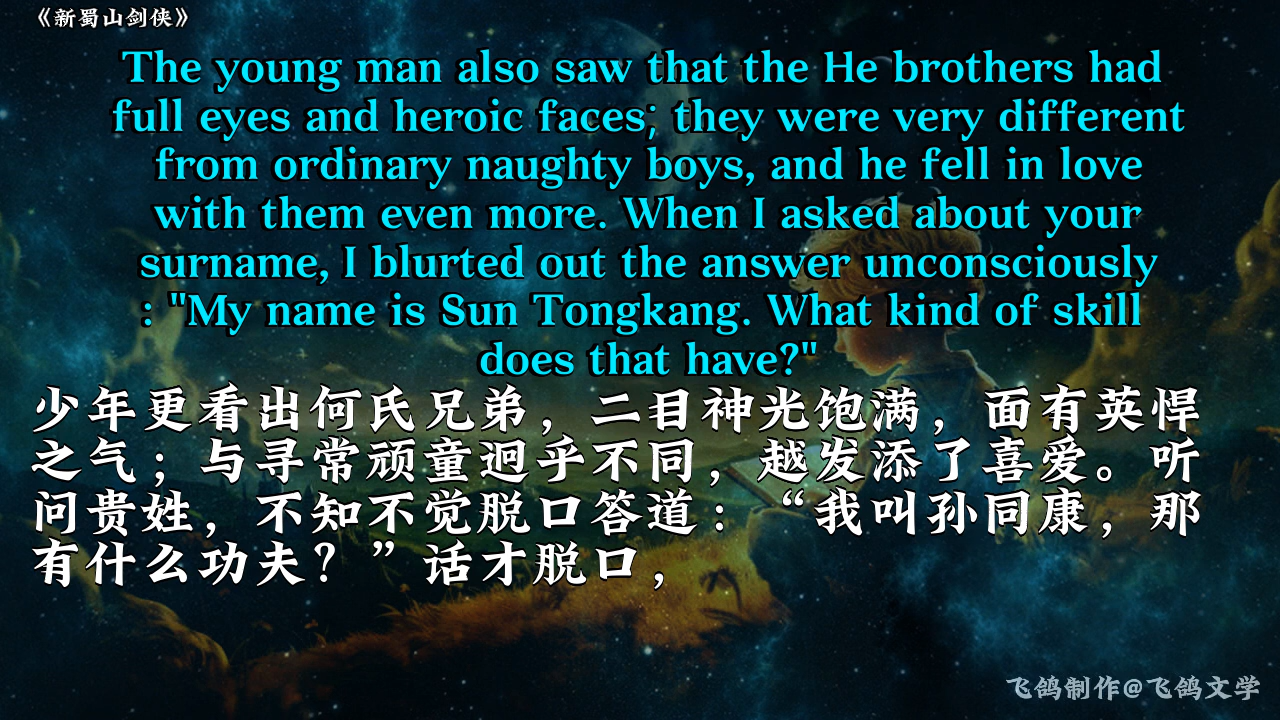 《新蜀山剑侠》
The young man also saw that the He brothers had
full eyes and heroic faces; they were very different
from ordinary naughty boys, and he fell in love
with them even more. When I asked about your
surname, I blurted out the answer unconsciously
: "My name is Sun Tongkang. What kind of skill
does that have?"
少年更看出何氏兄弟，二目神光饱满，面有英悍
之气；与寻常顽童迥乎不同，越发添了喜爱。听
问贵姓，不知不觉脱口答道：“我叫孙同康，那
有什么功夫？”话才脱口，
飞鸽制作@飞鸽文学